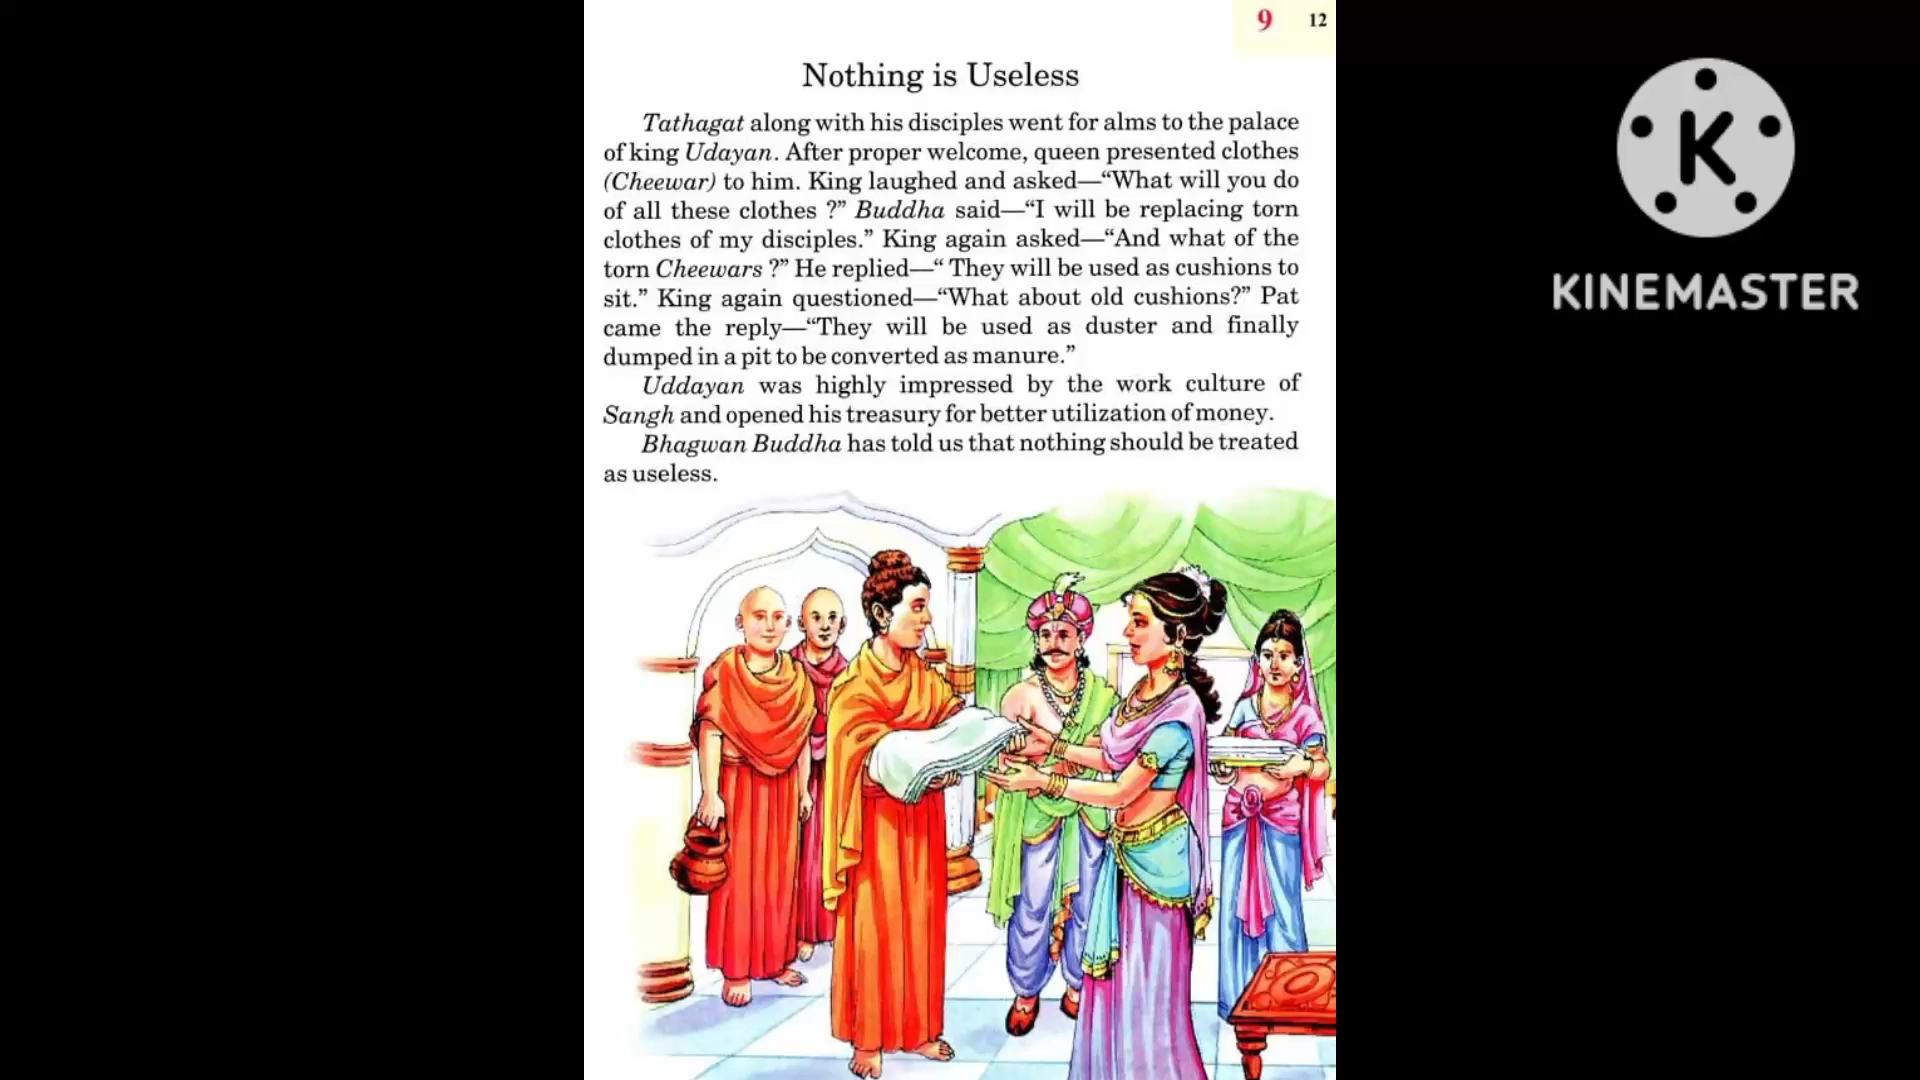 9 12
Nothing is Useless
Tathagat along with his disciples went for alms to the palace
of king Udayan. After proper welcome, queen presented clothes
(Cheewar) to him. King laughed and asked—“What will you do
of all these clothes ?” Buddha said—“I will be replacing torn
clothes of my disciples.” King again asked—“And what of the
torn Cheewars ?” He replied—“ They will be used as cushions to
sit.” King again questioned—“What about old cushions?” Pat
came the reply—“They will be used as duster and finally
dumped in a pit to be converted as manure.”
Uddayan was highly impressed by the work culture of
Sangh and opened his treasury for better utilization of money.
Bhagwan Buddha has told us that nothing should be treated
as useless.
K
KINEMASTER